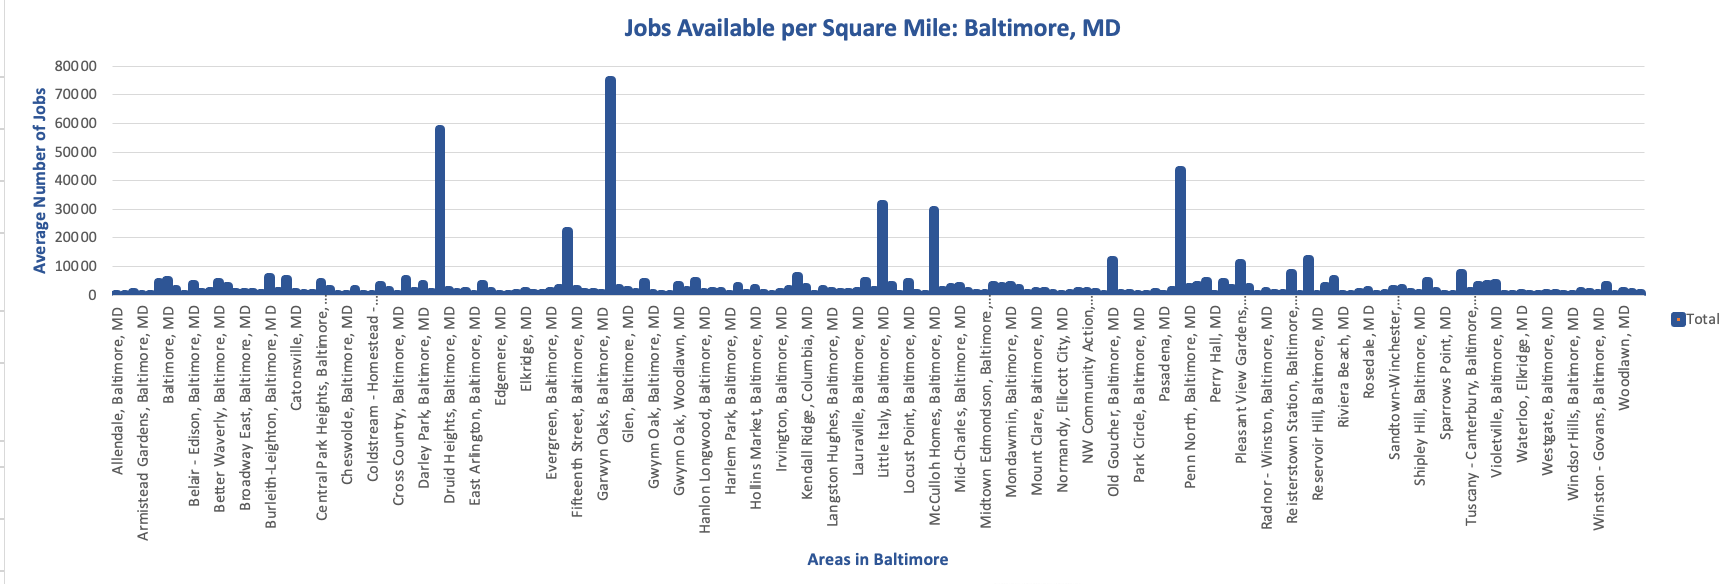 Jobs Available per Square Mile: Baltimore, MD
Average Number of Jobs
80000
70000
60000
50000
40000
30000
20000
10000
0
Allendale, Baltimore, MD
Armistead Gardens, Baltimore, MD
Baltimore, MD
Belair - Edison, Baltimore, MD
Better Waverly, Baltimore, MD
Broadway East, Baltimore, MD
Burleith-Leighton, Baltimore, MD
Catonsville, MD
Central Park Heights, Baltimore,...
Cheswolde, Baltimore, MD
Coldstream - Homestead -...
Cross Country, Baltimore, MD
Darley Park, Baltimore, MD
Druid Heights, Baltimore, MD
East Arlington, Baltimore, MD
Edgemere, MD
Elkridge, MD
Evergreen, Baltimore, MD
Fifteenth Street, Baltimore, MD
Garwyn Oaks, Baltimore, MD
Glen, Baltimore, MD
Gwynn Oak, Baltimore, MD
Gwynn Oak, Woodlawn, MD
Hanlon Longwood, Baltimore, MD
Harlem Park, Baltimore, MD
Hollins Market, Baltimore, MD
Irvington, Baltimore, MD
Kendall Ridge, Columbia, MD
Langston Hughes, Baltimore, MD
Lauraville, Baltimore, MD
Little Italy, Baltimore, MD
Locust Point, Baltimore, MD
McCulloh Homes, Baltimore, MD
Mid-Charles, Baltimore, MD
Midtown Edmondson, Baltimore,...
Mondawmin, Baltimore, MD
Mount Clare, Baltimore, MD
Normandy, Ellicott City, MD
NW Community Action,...
Old Goucher, Baltimore, MD
Park Circle, Baltimore, MD
Pasadena, MD
Penn North, Baltimore, MD
Perry Hall, MD
Pleasant View Gardens,...
Radnor - Winston, Baltimore, MD
Reisterstown Station, Baltimore,...
Reservoir Hill, Baltimore, MD
Riviera Beach, MD
Rosedale, MD
Sandtown-Winchester,...
Shipley Hill, Baltimore, MD
Sparrows Point, MD
Tuscany - Canterbury, Baltimore,...
Violetville, Baltimore, MD
Waterloo, Elkridge, MD
Westgate, Baltimore, MD
Windsor Hills, Baltimore, MD
Winston - Govans, Baltimore, MD
Woodlawn, MD
Total
Areas in Baltimore